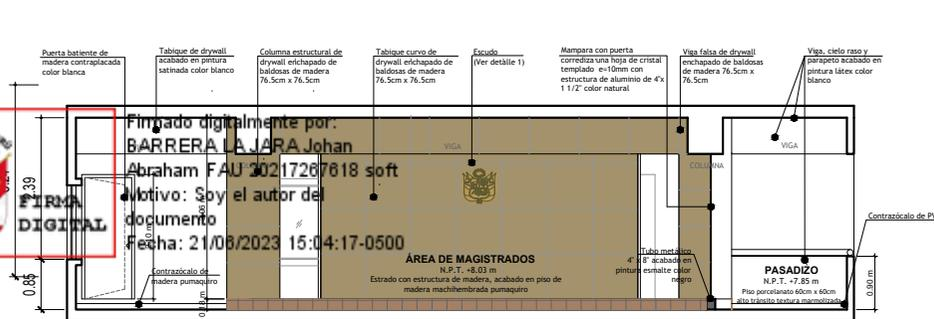 Puerta batiente de
madera contraplacada
color blanca
Tabique de drywall
acabado en pintura
satinada color blanco
Columna estructural de
drywall enchapado de
baldosas de madera
76.5cm x 76.5cm
Tabique curvo de
drywall enchapado de
baldosas de madera
76.5cm x 76.5cm
Escudo
(Ver detalle 1)
Mampara con puerta
corrediza una hoja de cristal
templado e=10mm con
estructura de aluminio de 4"x
1 1/2" color natural
Viga falsa de drywall
enchapado de baldosas
de madera 76.5cm x
76.5cm
Viga, cielo raso y
parapeto acabado en
pintura látex color
blanco
Firmado digitalmente por:
BARRERA LA JARA Johan
Abraham FAU 20217267618 soft
Motivo: Soy el autor del
documento
Fecha: 21/06/2023 15:04:17-0500
FIRMA
DIGITAL
VIGA
VIGA
COLUMNA
2.39
0.85
Contrazócalo de
madera pumaquiro
ÁREA DE MAGISTRADOS
N.P.T. +8.03 m
Estrado con estructura de madera, acabado en piso de
madera machihembrada pumaquiro
Tubo metálico
4" x 8" acabado en
pintura esmalte color
negro
PASADIZO
N.P.T. +7.85 m
Piso porcelanato 60cm x 60cm
alto tránsito textura marmolizada
Contrazócalo de
0.90 m